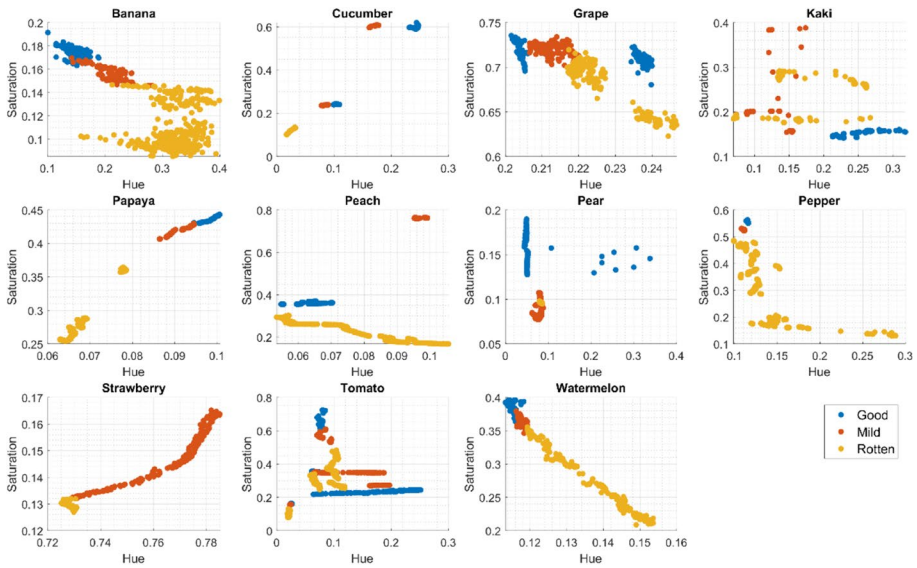 Banana
Saturation
0.2
0.18
0.16
0.14
0.12
0.1
0.1
0.2
0.3
0.4
Hue
Cucumber
Saturation
0.6
0.4
0.2
0
0
0.1
0.2
0.3
Hue
Grape
Saturation
0.75
0.7
0.65
0.6
0.2
0.21
0.22
0.23
0.24
Hue
Kaki
Saturation
0.4
0.3
0.2
0.1
0.1
0.15
0.2
0.25
0.3
Hue
Papaya
Saturation
0.45
0.4
0.35
0.3
0.25
0.06
0.07
0.08
0.09
0.1
Hue
Peach
Saturation
0.8
0.6
0.4
0.2
0.06
0.07
0.08
0.09
0.1
Hue
Pear
Saturation
0.2
0.15
0.1
0.05
0
0.1
0.2
0.3
0.4
Hue
Pepper
Saturation
0.6
0.5
0.4
0.3
0.2
0.1
0.1
0.15
0.2
0.25
0.3
Hue
Strawberry
Saturation
0.17
0.16
0.15
0.14
0.13
0.12
0.72
0.74
0.76
0.78
Hue
Tomato
Saturation
0.8
0.6
0.4
0.2
0
0
0.1
0.2
0.3
Hue
Watermelon
Saturation
0.4
0.35
0.3
0.25
0.2
0.12
0.13
0.14
0.15
0.16
Hue
Good
Mild
Rotten